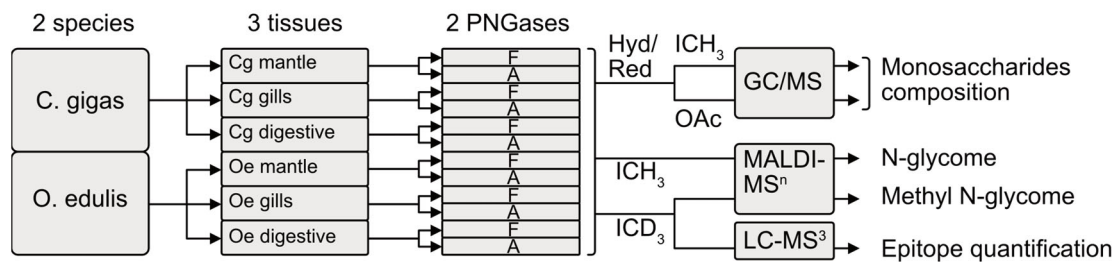 2 species
3 tissues
2 PNGases
C. gigas
O. edulis
Cg mantle
Cg gills
Cg digestive
Oe mantle
Oe gills
Oe digestive
F
A
F
A
F
A
F
A
F
A
F
A
Hyd/
Red
ICH₃
OAc
GC/MS
Monosaccharides
composition
ICH₃
ICD₃
MALDI-
MSⁿ
N-glycome
Methyl N-glycome
LC-MS³
Epitope quantification